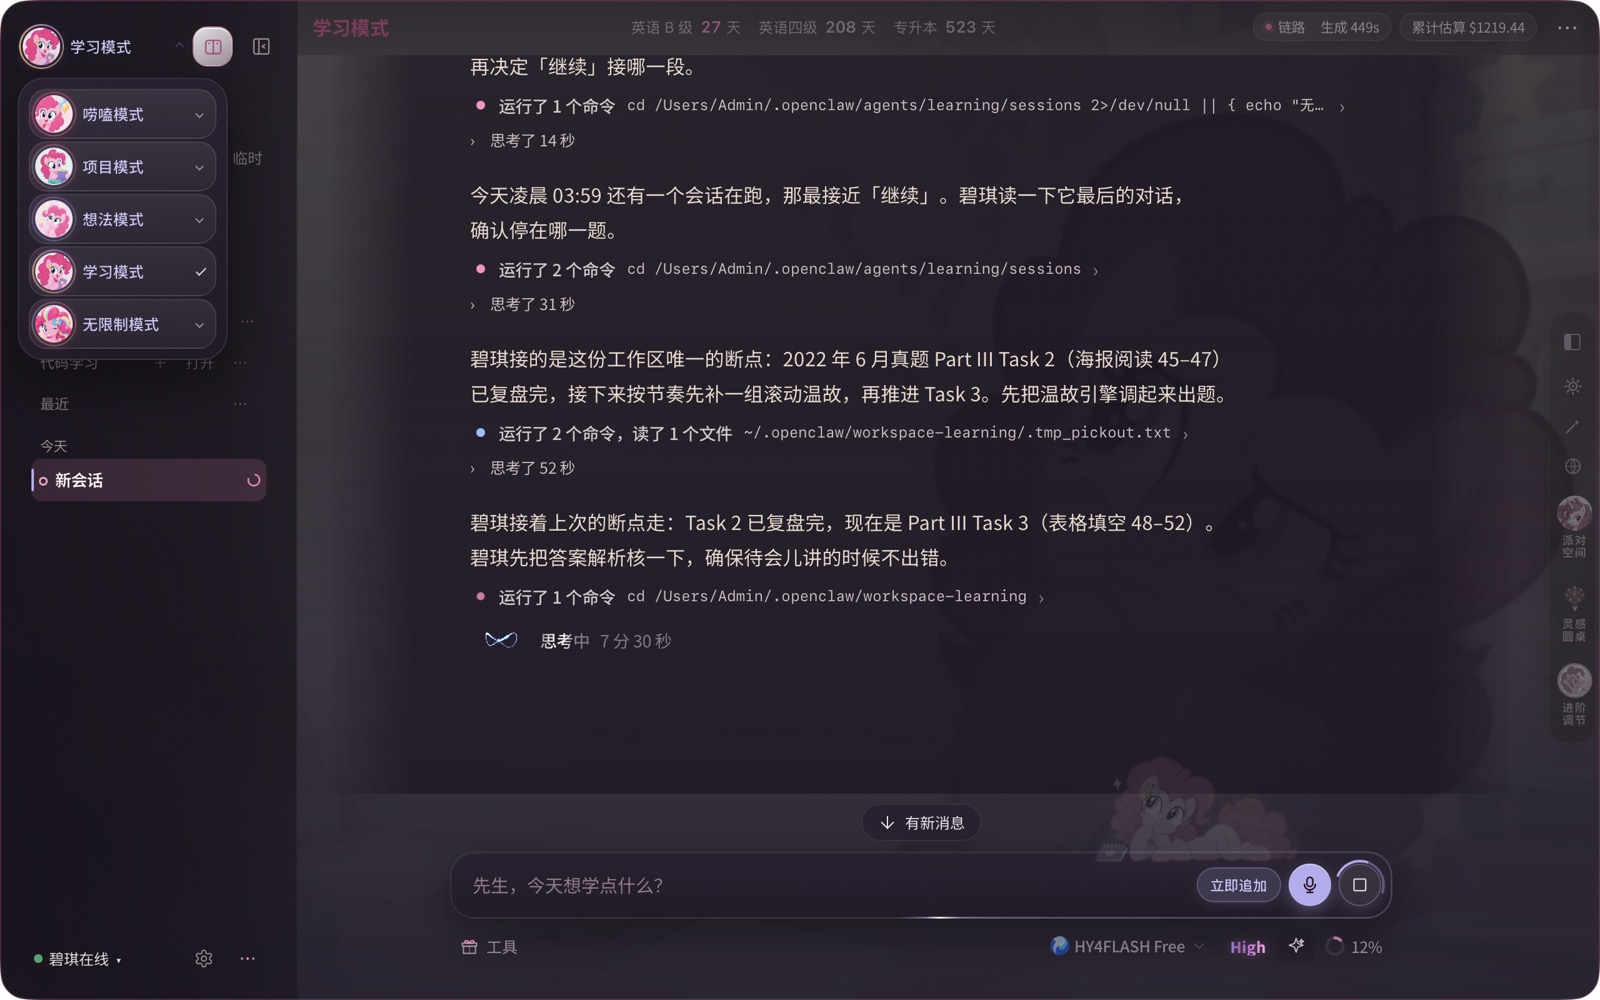 学习模式
唠嗑模式
项目模式
想法模式
学习模式
无限制模式
临时
代码学习 + 打开 ···
最近 ···
今天
新会话
碧琪在线
学习模式
英语 B 级 27 天 英语四级 208 天 专升本 523 天
链路 生成 449s
累计估算 $1219.44
再决定「继续」接哪一段。
运行了 1 个命令 cd /Users/Admin/.openclaw/agents/learning/sessions 2>/dev/null || { echo "无… ›
› 思考了 14 秒
今天凌晨 03:59 还有一个会话在跑，那最接近「继续」。碧琪读一下它最后的对话，
确认停在哪一题。
运行了 2 个命令 cd /Users/Admin/.openclaw/agents/learning/sessions ›
› 思考了 31 秒
碧琪接的是这份工作区唯一的断点：2022 年 6 月真题 Part III Task 2（海报阅读 45–47）
已复盘完，接下来按节奏先补一组滚动温故，再推进 Task 3。先把温故引擎调起来出题。
运行了 2 个命令，读了 1 个文件 ~/.openclaw/workspace-learning/.tmp_pickout.txt ›
› 思考了 52 秒
碧琪接着上次的断点走：Task 2 已复盘完，现在是 Part III Task 3（表格填空 48–52）。
碧琪先把答案解析核一下，确保待会儿讲的时候不出错。
运行了 1 个命令 cd /Users/Admin/.openclaw/workspace-learning ›
思考中 7 分 30 秒
有新消息
先生，今天想学点什么？
立即追加
工具
HY4FLASH Free
High
12%
派对
空间
灵感
圆桌
进阶
调节